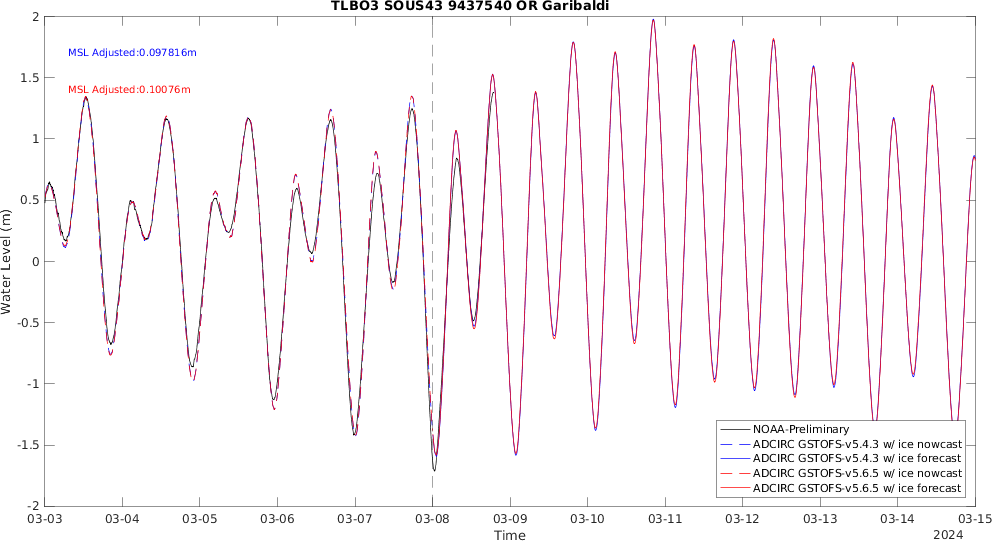 TLBO3 SOUS43 9437540 OR Garibaldi
MSL Adjusted:0.097816m
MSL Adjusted:0.10076m
Water Level (m)
2
1.5
1
0.5
0
-0.5
-1
-1.5
-2
NOAA-Preliminary
ADCIRC GSTOFS-v5.4.3 w/ ice nowcast
ADCIRC GSTOFS-v5.4.3 w/ ice forecast
ADCIRC GSTOFS-v5.6.5 w/ ice nowcast
ADCIRC GSTOFS-v5.6.5 w/ ice forecast
03-03 03-04 03-05 03-06 03-07 03-08 03-09 03-10 03-11 03-12 03-13 03-14 03-15
Time
2024